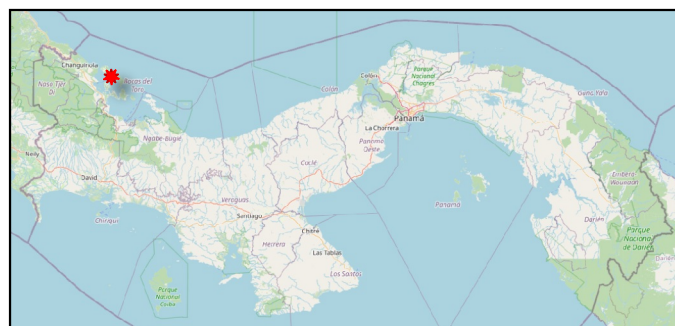 Changuinola
Bocas del
Toro
Naso Tjër
Di
Ngäbe-Buglé
Neily
David
Chiriquí
Veraguas
Santiago
Parque
Nacional
Coiba
Herrera
Chitré
Las Tablas
Los Santos
Coclé
Colón
Colón
Parque
Nacional
Chagres
Panamá
La Chorrera
Panamá
Oeste
Panamá
Guna Yala
Emberá
Wounaan
Darién
Parque
Nacional
de Darién
Darién